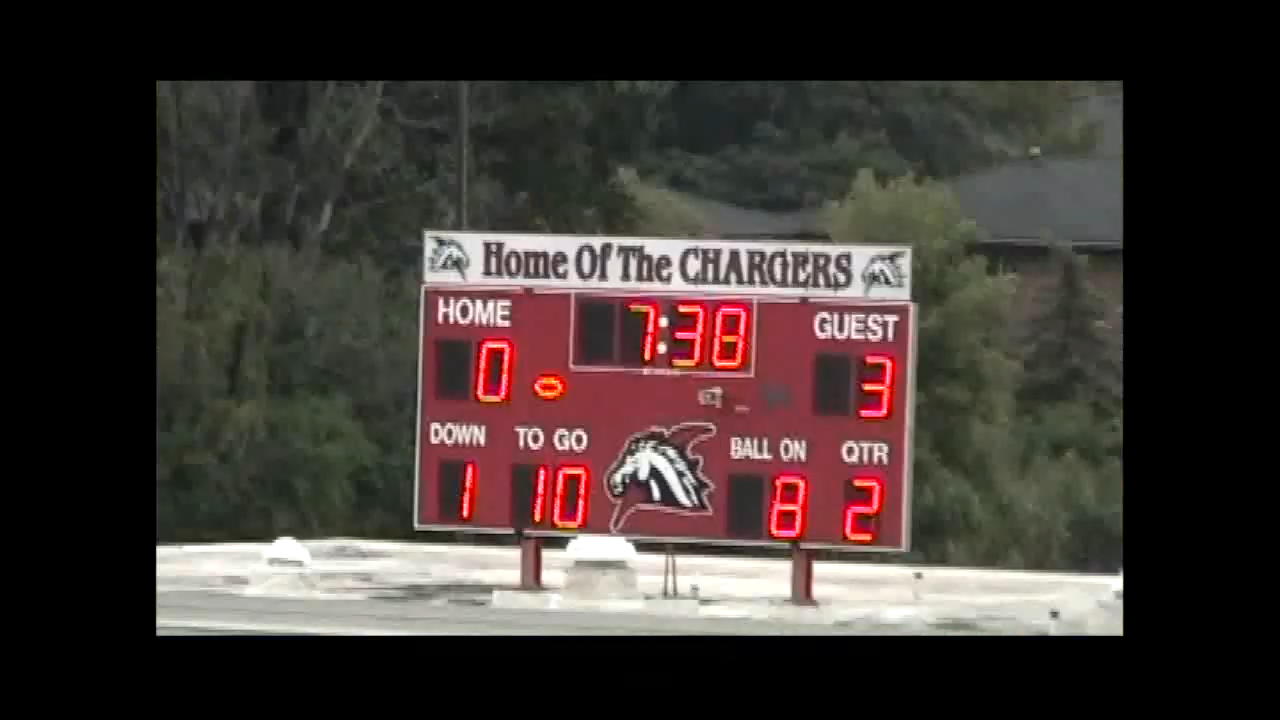 Home Of The CHARGERS
HOME 7:38 GUEST
0 3
DOWN TO GO BALL ON QTR
1 10 8 2